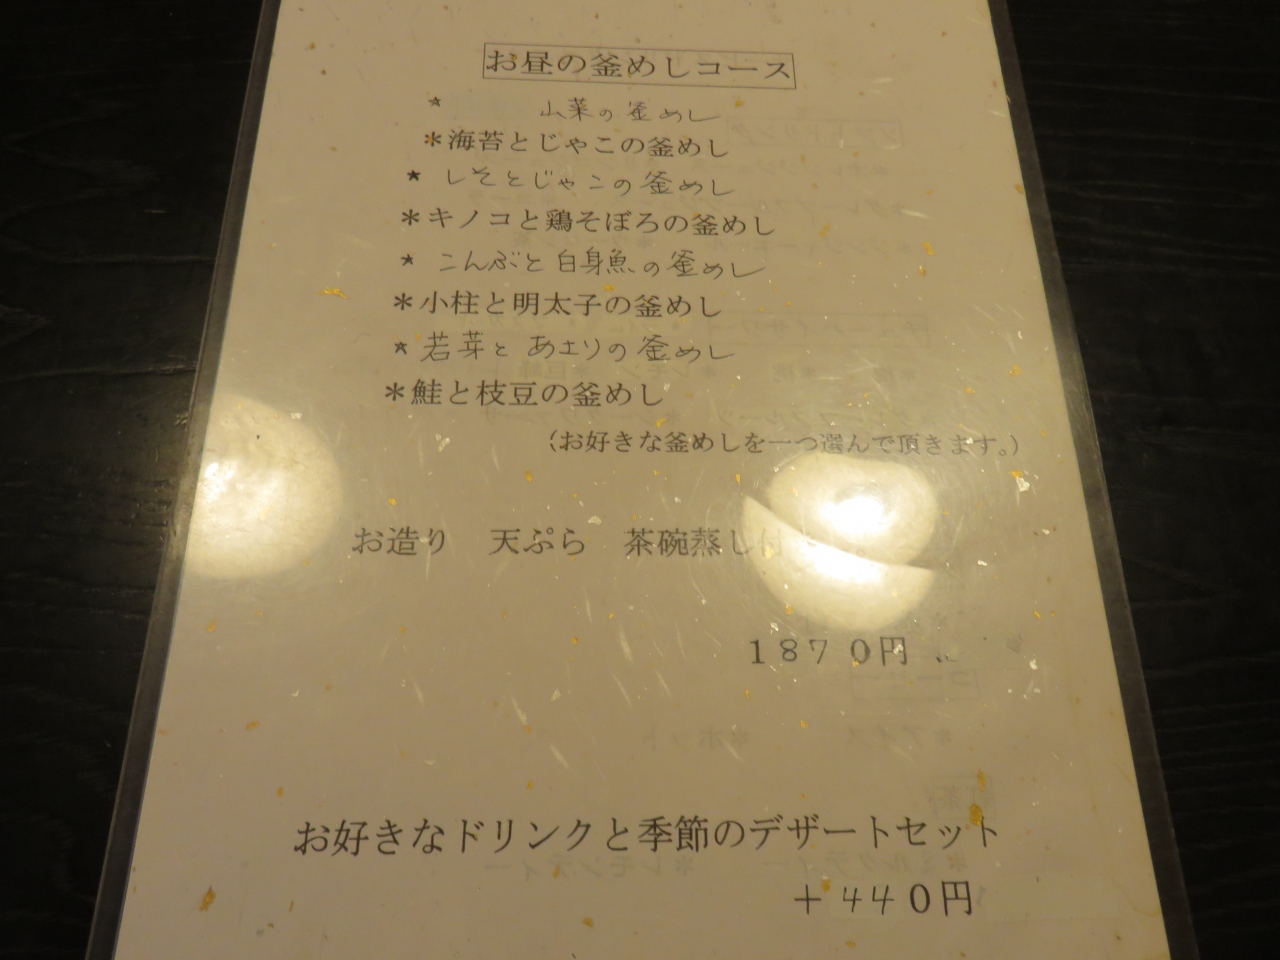 お昼の釜めしコース
* 山菜の釜めし
*海苔とじゃこの釜めし
* しそとじゃこの釜めし
*キノコと鶏そぼろの釜めし
* こんぶと白身魚の釜めし
*小柱と明太子の釜めし
* 若芽とあさりの釜めし
*鮭と枝豆の釜めし
(お好きな釜めしを一つ選んで頂きます。)
お造り 天ぷら 茶碗蒸し
1870円
お好きなドリンクと季節のデザートセット
+440円